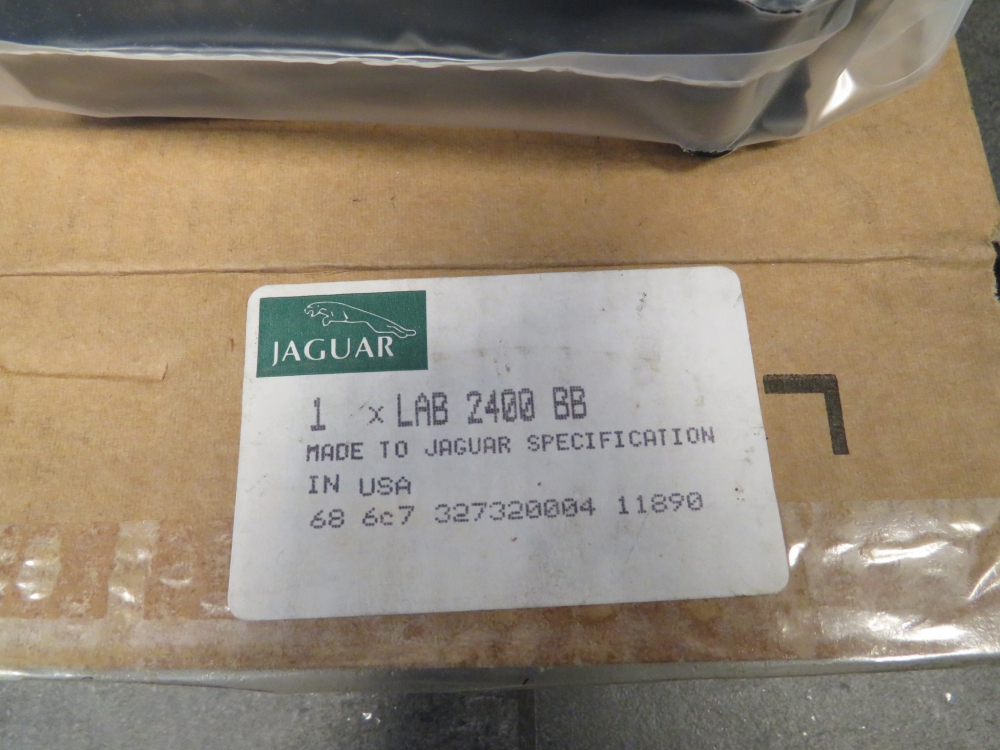 JAGUAR
1 x LAB 2400 BB
MADE TO JAGUAR SPECIFICATION
IN USA
68 6c7 327320004 11890